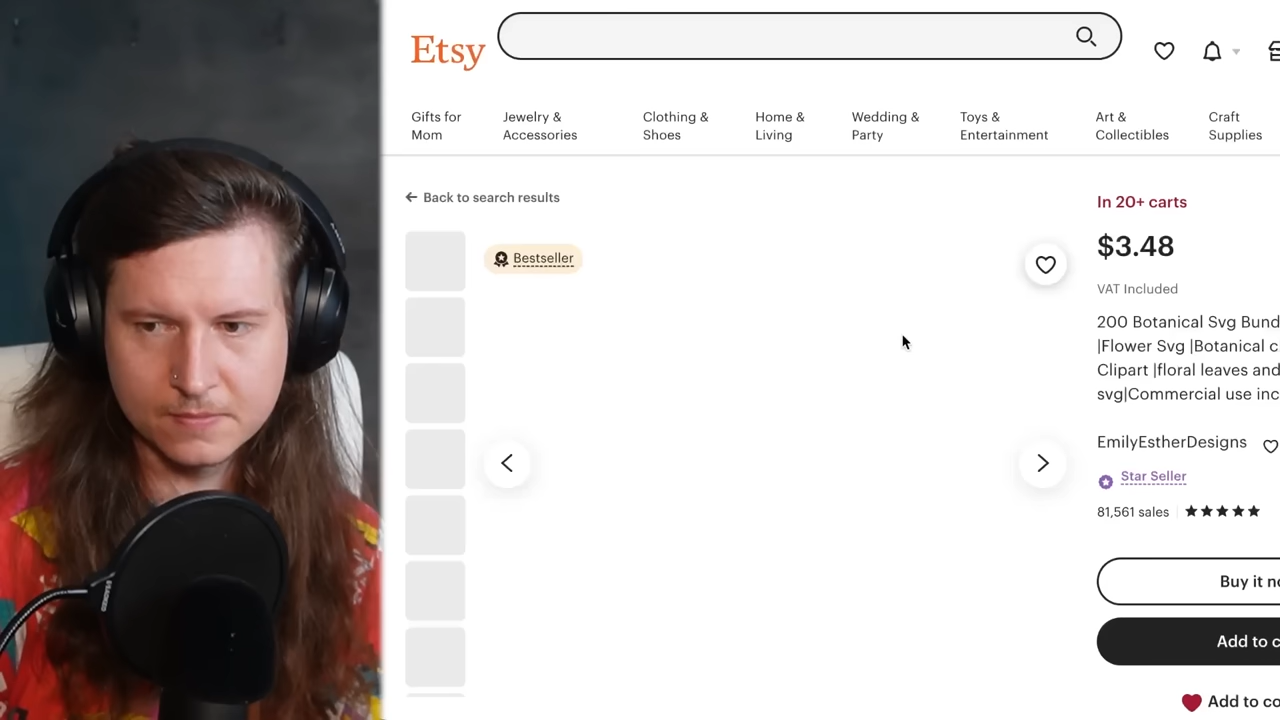 Etsy
Gifts for
Mom
Jewelry &
Accessories
Clothing &
Shoes
Home &
Living
Wedding &
Party
Toys &
Entertainment
Art &
Collectibles
Craft
Supplies
Back to search results
Bestseller
In 20+ carts
$3.48
VAT Included
200 Botanical Svg Bund
|Flower Svg |Botanical c
Clipart |floral leaves and
svg|Commercial use inc
EmilyEstherDesigns
Star Seller
81,561 sales
Buy it n
Add to c
Add to co